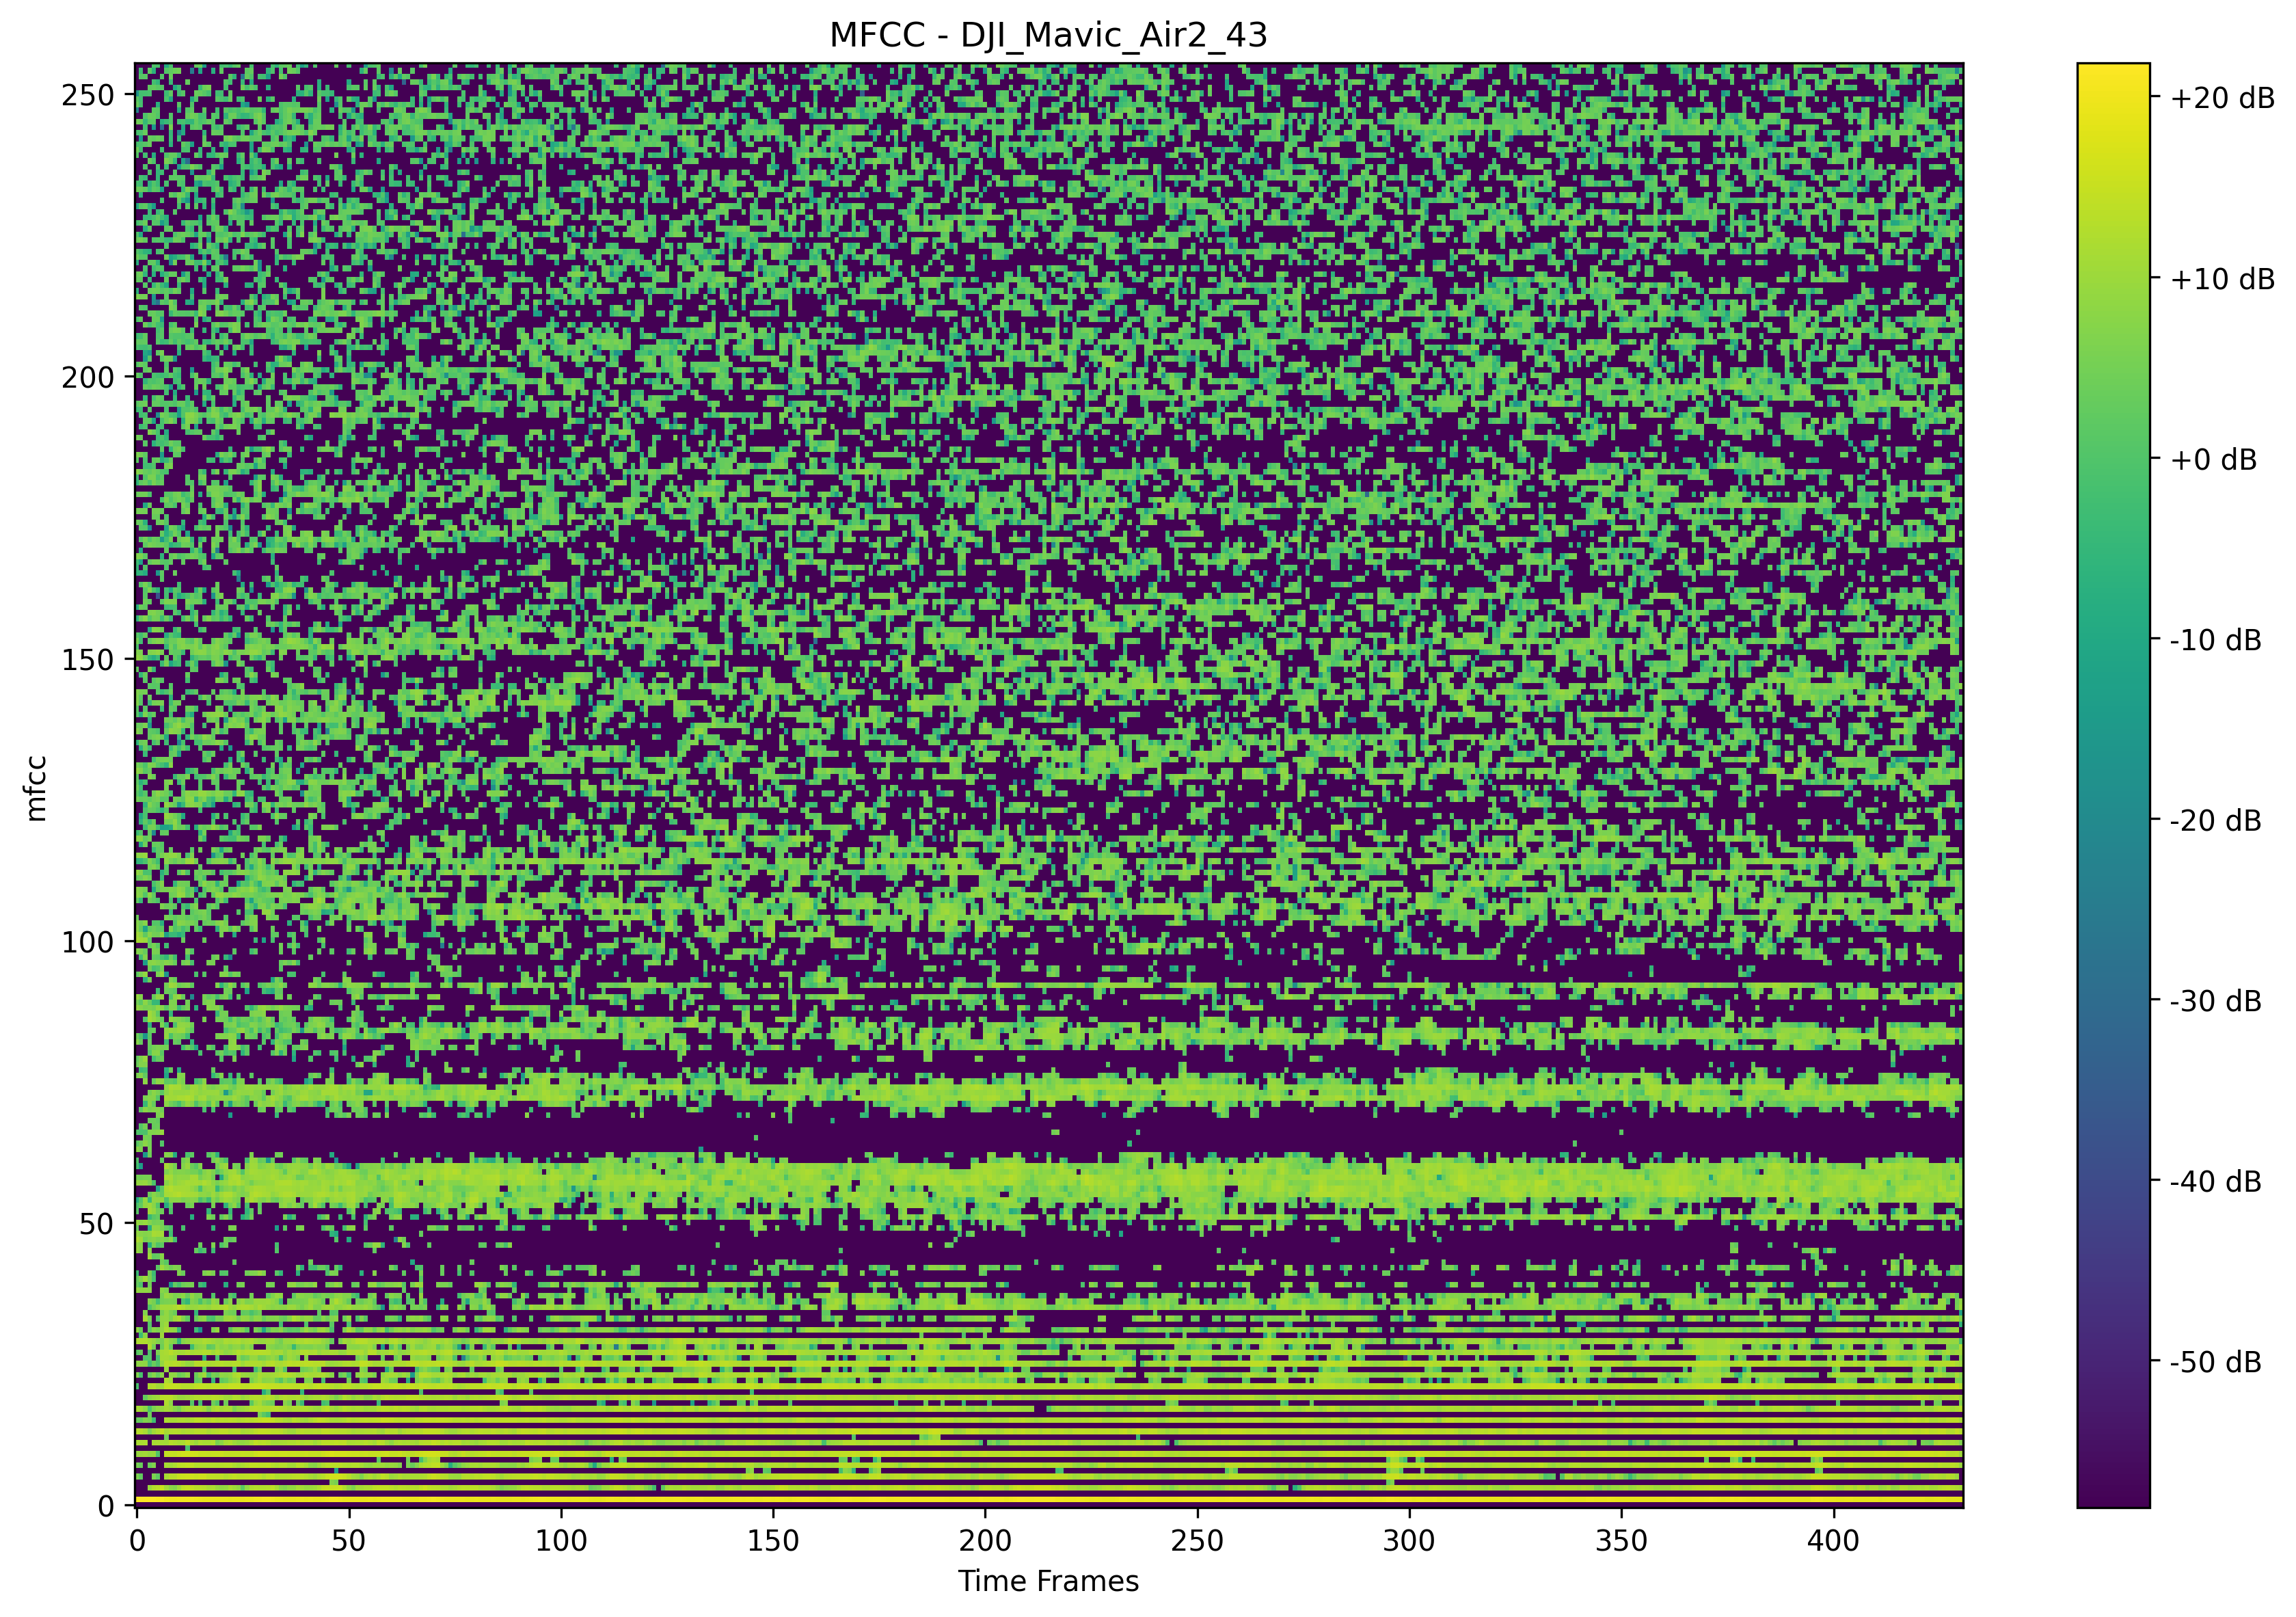 MFCC - DJI_Mavic_Air2_43
250
200
150
100
50
0
mfcc
0 50 100 150 200 250 300 350 400
Time Frames
+20 dB
+10 dB
+0 dB
-10 dB
-20 dB
-30 dB
-40 dB
-50 dB